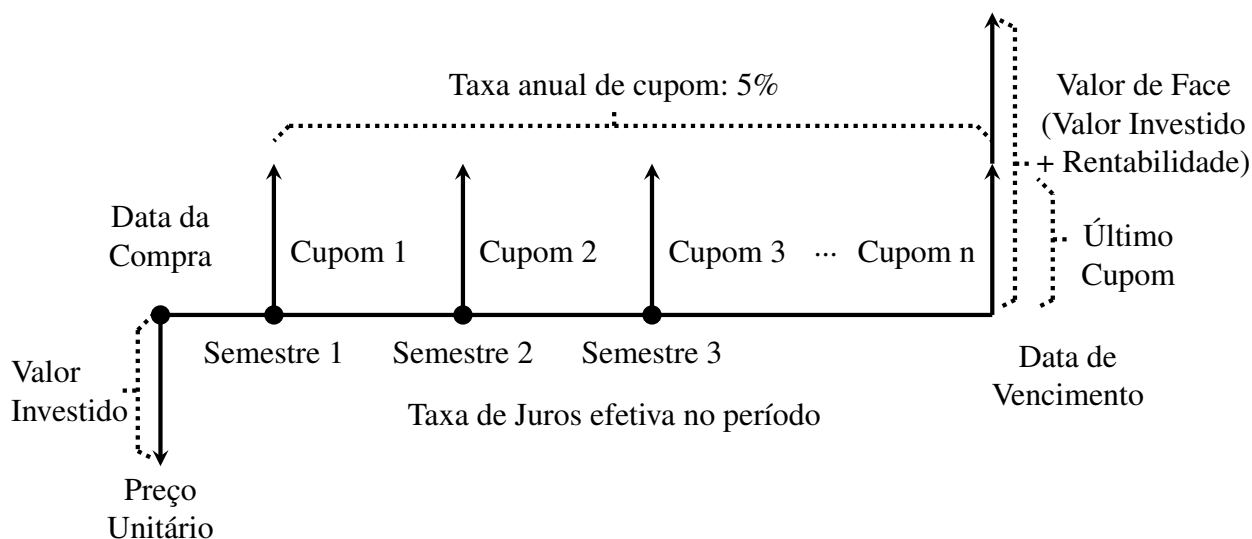 Taxa anual de cupom: 5%
Valor de Face
(Valor Investido
+ Rentabilidade)
Data da
Compra
Cupom 1
Cupom 2
Cupom 3
...
Cupom n
Último
Cupom
Semestre 1
Semestre 2
Semestre 3
Data de
Vencimento
Valor
Investido
Taxa de Juros efetiva no período
Preço
Unitário